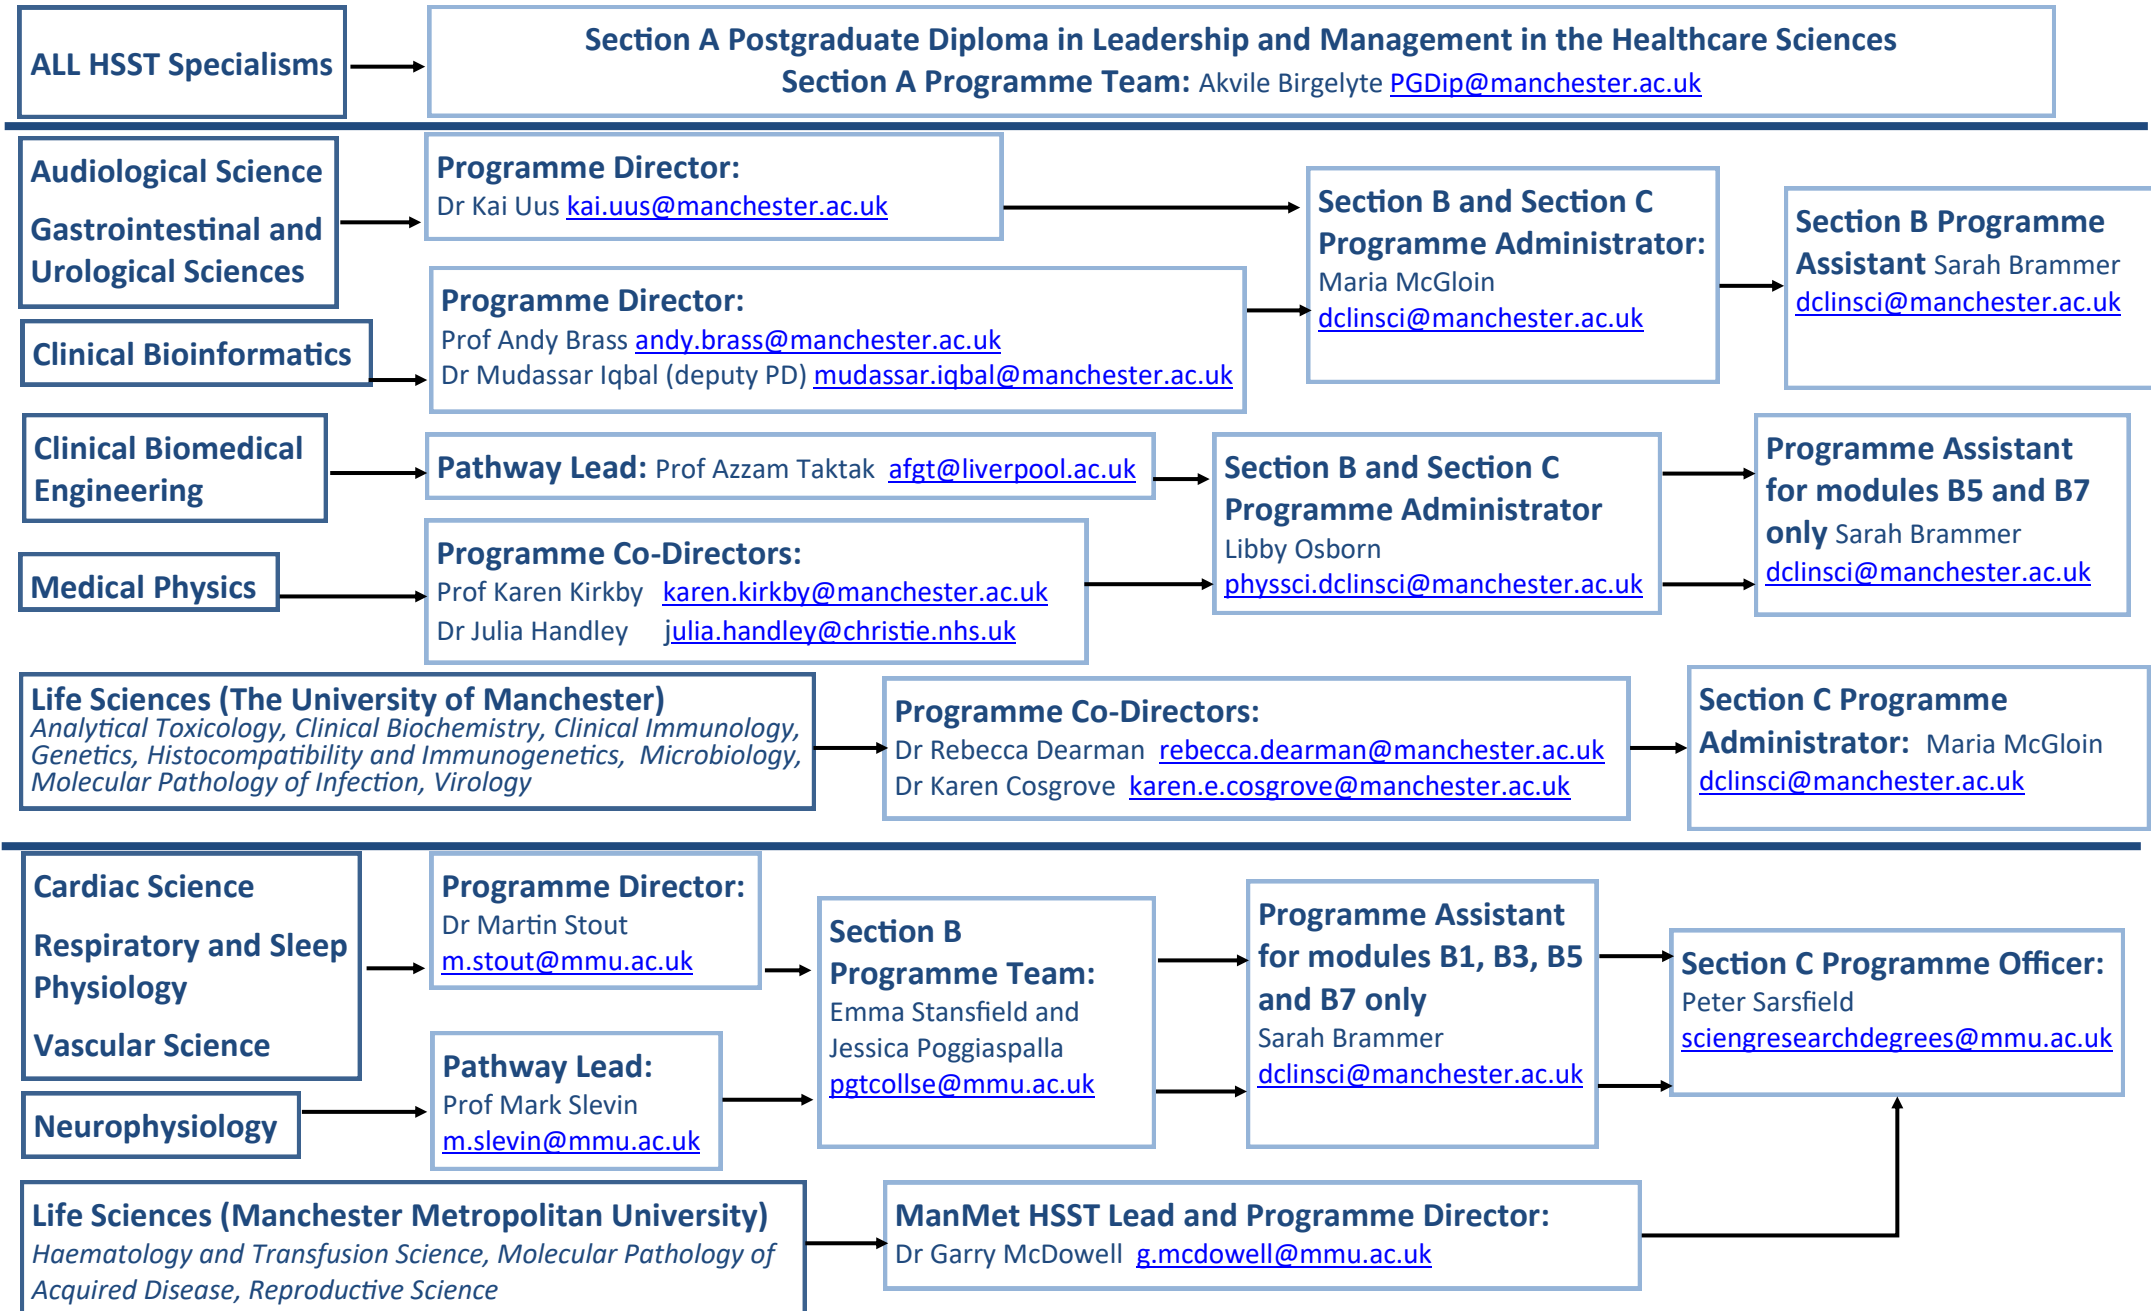 ALL HSST Specialisms
Section A Postgraduate Diploma in Leadership and Management in the Healthcare Sciences
Section A Programme Team: Akvile Birgelyte PGDip@manchester.ac.uk
Audiological Science
Gastrointestinal and
Urological Sciences
Programme Director:
Dr Kai Uus kai.uus@manchester.ac.uk
Clinical Bioinformatics
Programme Director:
Prof Andy Brass andy.brass@manchester.ac.uk
Dr Mudassar Iqbal (deputy PD) mudassar.iqbal@manchester.ac.uk
Section B and Section C
Programme Administrator:
Maria McGloin
dclinsci@manchester.ac.uk
Section B Programme
Assistant Sarah Brammer
dclinsci@manchester.ac.uk
Clinical Biomedical
Engineering
Pathway Lead: Prof Azzam Taktak afgt@liverpool.ac.uk
Medical Physics
Programme Co-Directors:
Prof Karen Kirkby karen.kirkby@manchester.ac.uk
Dr Julia Handley julia.handley@christie.nhs.uk
Section B and Section C
Programme Administrator
Libby Osborn
physsci.dclinsci@manchester.ac.uk
Programme Assistant
for modules B5 and B7
only Sarah Brammer
dclinsci@manchester.ac.uk
Life Sciences (The University of Manchester)
Analytical Toxicology, Clinical Biochemistry, Clinical Immunology,
Genetics, Histocompatibility and Immunogenetics, Microbiology,
Molecular Pathology of Infection, Virology
Programme Co-Directors:
Dr Rebecca Dearman rebecca.dearman@manchester.ac.uk
Dr Karen Cosgrove karen.e.cosgrove@manchester.ac.uk
Section C Programme
Administrator: Maria McGloin
dclinsci@manchester.ac.uk
Cardiac Science
Respiratory and Sleep
Physiology
Vascular Science
Programme Director:
Dr Martin Stout
m.stout@mmu.ac.uk
Neurophysiology
Pathway Lead:
Prof Mark Slevin
m.slevin@mmu.ac.uk
Section B
Programme Team:
Emma Stansfield and
Jessica Poggiaspalla
pgtcollse@mmu.ac.uk
Programme Assistant
for modules B1, B3, B5
and B7 only
Sarah Brammer
dclinsci@manchester.ac.uk
Section C Programme Officer:
Peter Sarsfield
sciengresearchdegrees@mmu.ac.uk
Life Sciences (Manchester Metropolitan University)
Haematology and Transfusion Science, Molecular Pathology of
Acquired Disease, Reproductive Science
ManMet HSST Lead and Programme Director:
Dr Garry McDowell g.mcdowell@mmu.ac.uk